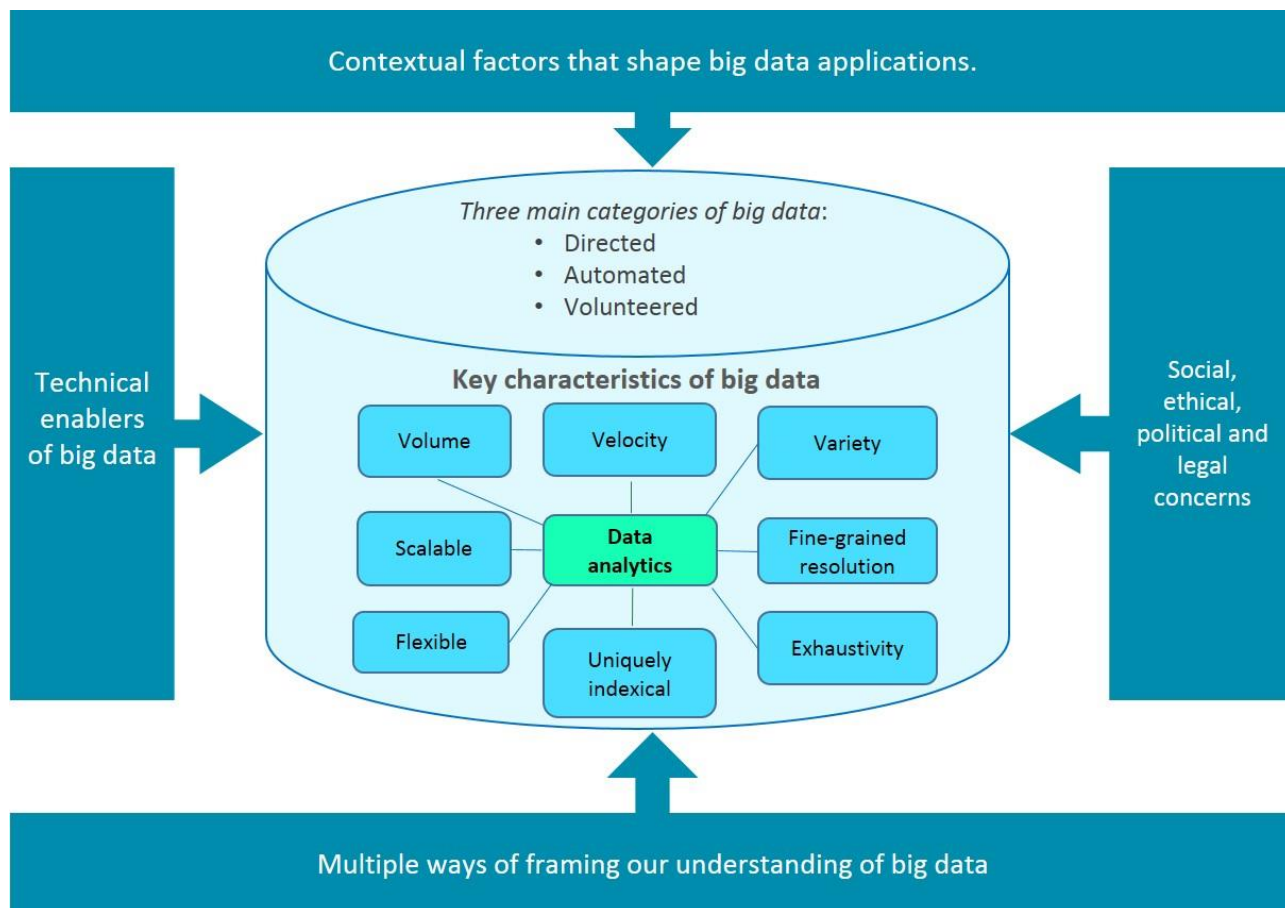 Contextual factors that shape big data applications.
Three main categories of big data:
• Directed
• Automated
• Volunteered
Technical
enablers
of big data
Key characteristics of big data
Volume
Velocity
Variety
Scalable
Data
analytics
Fine-grained
resolution
Flexible
Uniquely
indexical
Exhaustivity
Social,
ethical,
political and
legal
concerns
Multiple ways of framing our understanding of big data